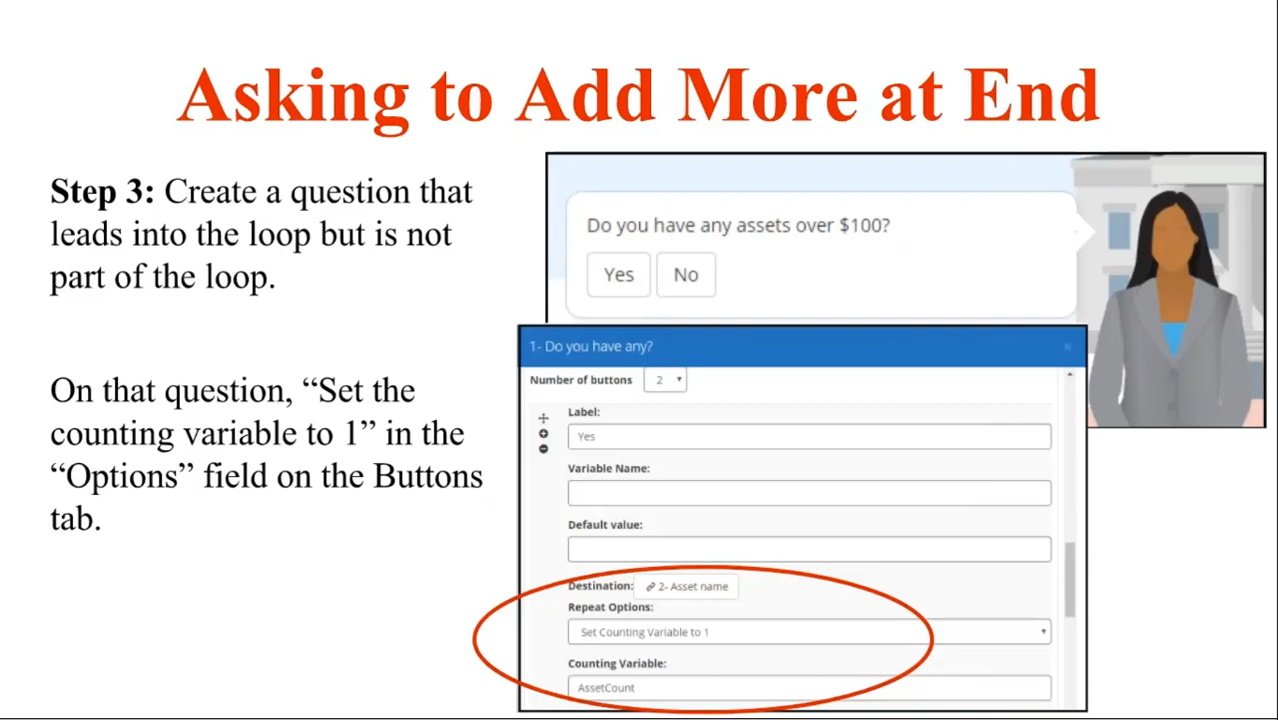 Asking to Add More at End
Step 3: Create a question that
leads into the loop but is not
part of the loop.
On that question, “Set the
counting variable to 1” in the
“Options” field on the Buttons
tab.
Do you have any assets over $100?
Yes No
1- Do you have any? ×
Number of buttons 2
Label:
Yes
Variable Name:
Default value:
Destination: 2- Asset name
Repeat Options:
Set Counting Variable to 1
Counting Variable:
AssetCount